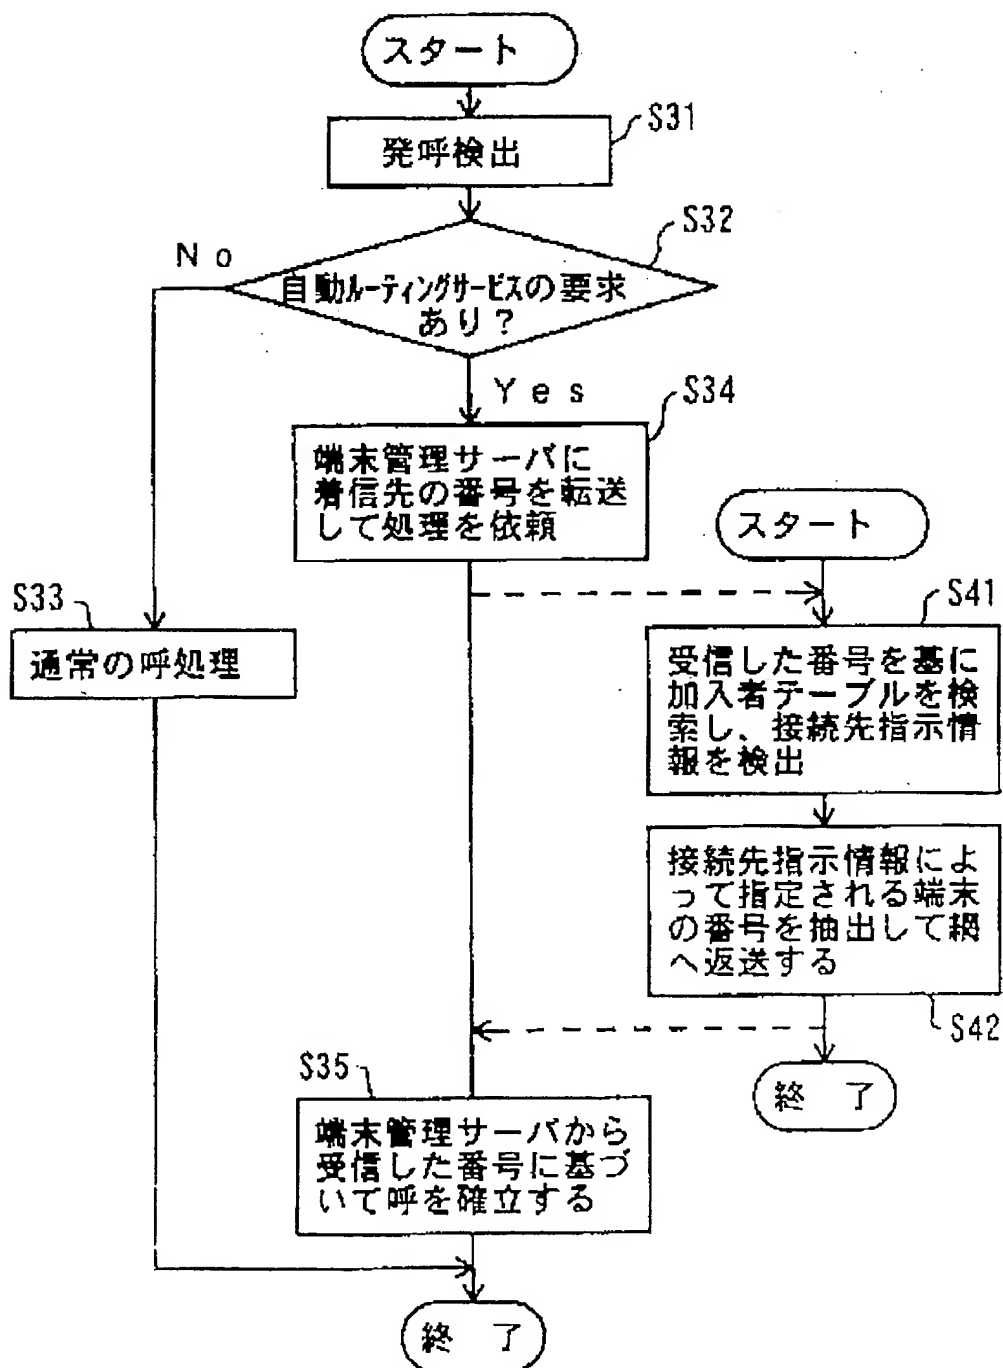 スタート
S31
発呼検出
S32
No
自動ルーティングサービスの要求
あり?
Yes
S34
端末管理サーバに
着信先の番号を転送
して処理を依頼
スタート
S33
通常の呼処理
S41
受信した番号を基に
加入者テーブルを検
索し、接続先指示情
報を検出
接続先指示情報によ
って指定される端末
の番号を抽出して網
へ返送する
S42
終 了
S35
端末管理サーバから
受信した番号に基づ
いて呼を確立する
終 了